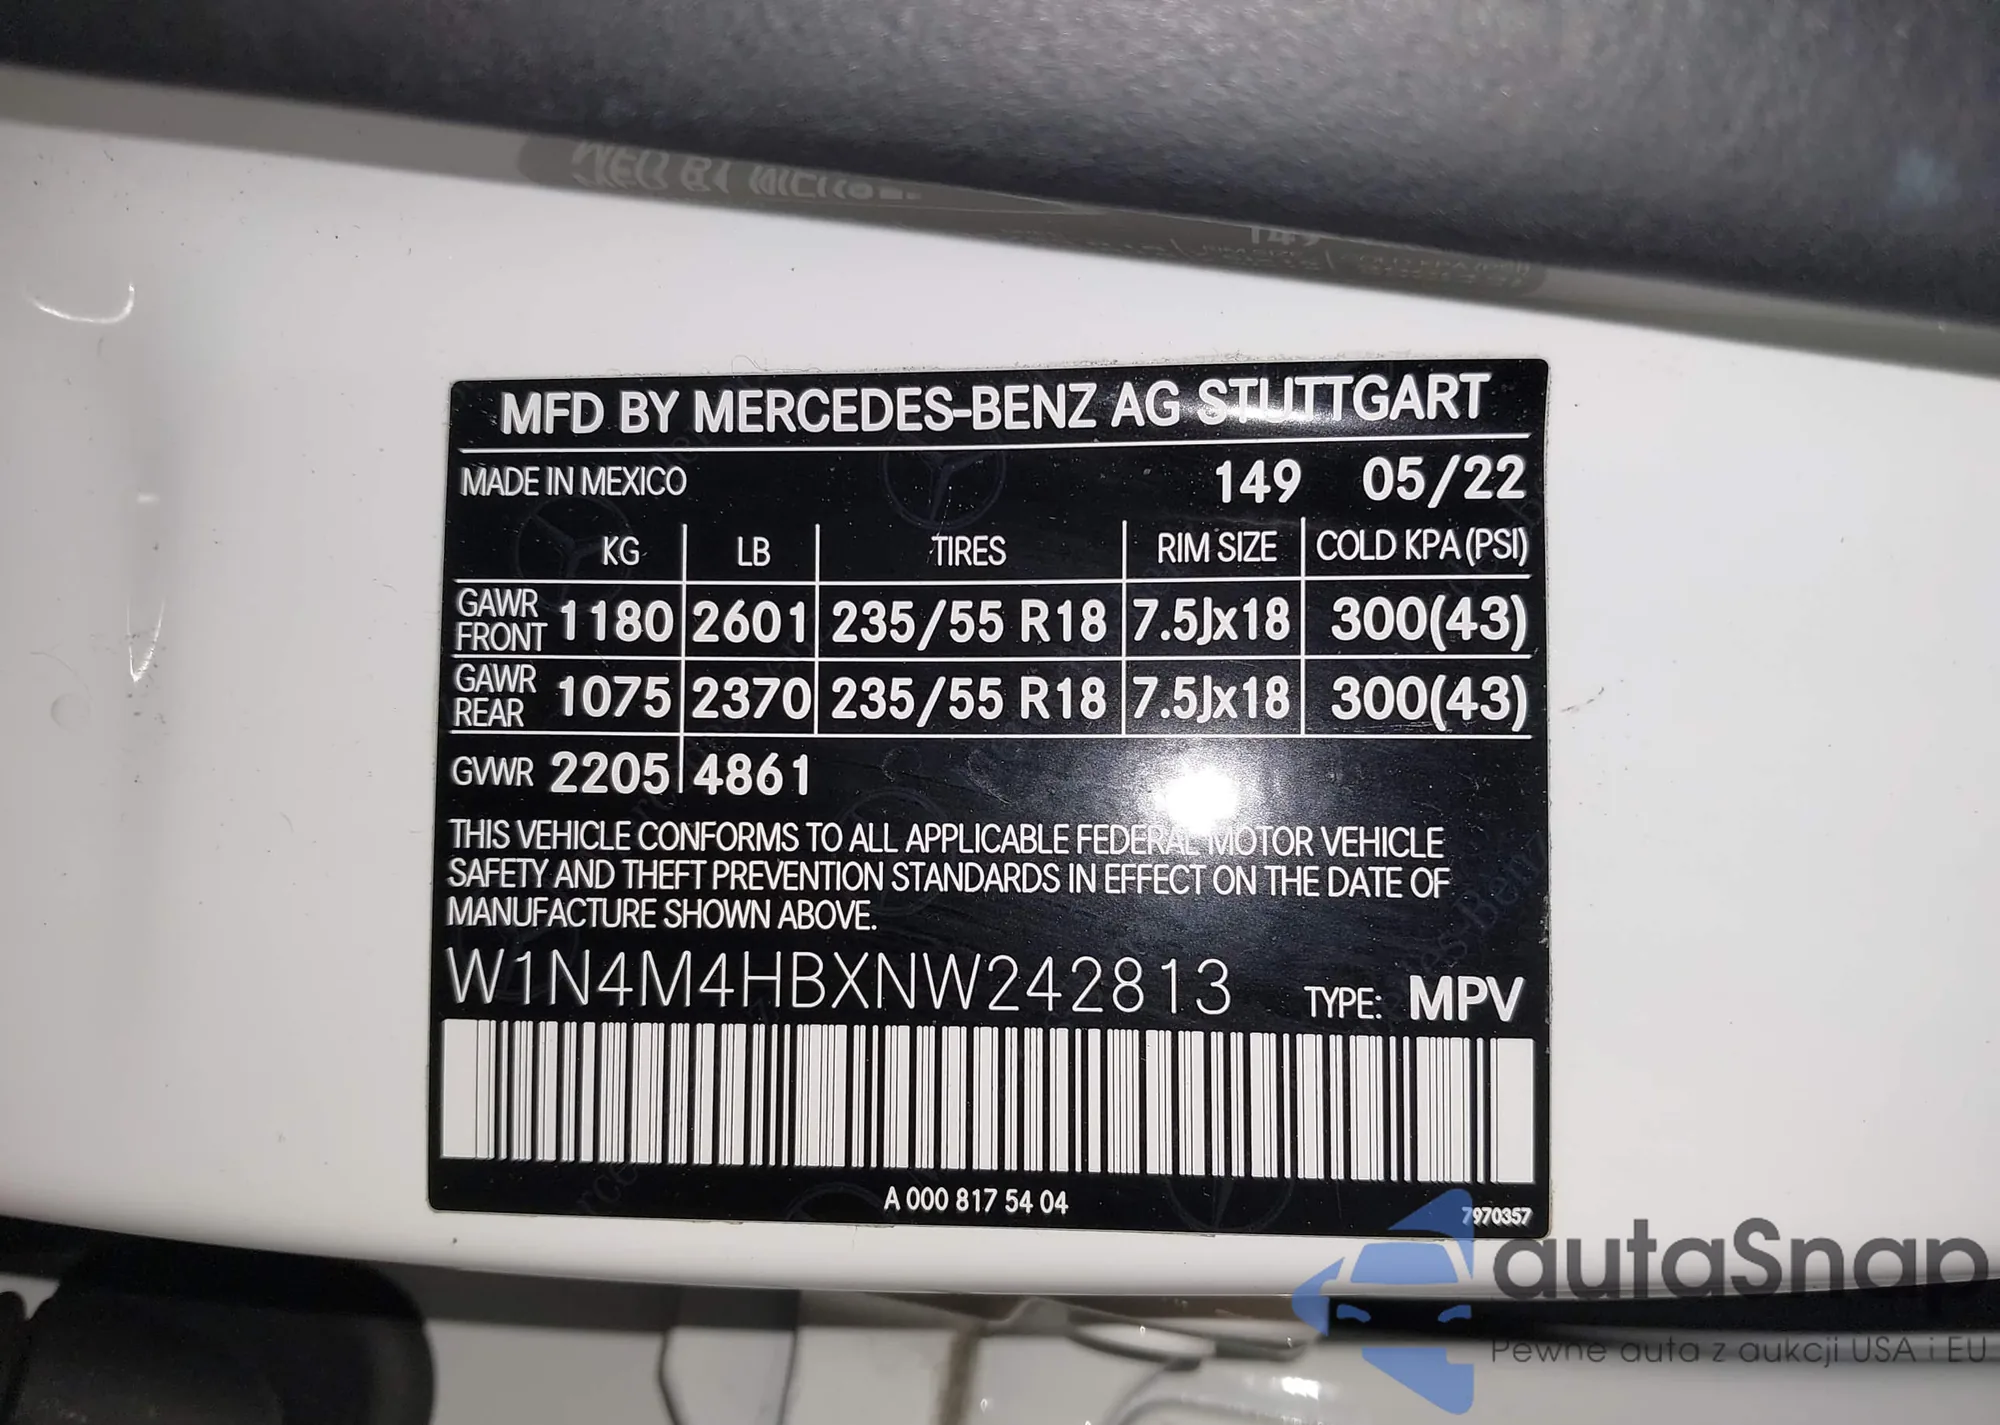 MFD BY MERCEDES-BENZ AG STUTTGART
MADE IN MEXICO 149 05/22
KG LB TIRES RIM SIZE COLD KPA (PSI)
GAWR FRONT 1180 2601 235/55 R18 7.5Jx18 300(43)
GAWR REAR 1075 2370 235/55 R18 7.5Jx18 300(43)
GVWR 2205 4861
THIS VEHICLE CONFORMS TO ALL APPLICABLE FEDERAL MOTOR VEHICLE
SAFETY AND THEFT PREVENTION STANDARDS IN EFFECT ON THE DATE OF
MANUFACTURE SHOWN ABOVE.
W1N4M4HBXNW242813 TYPE: MPV
A 000 817 54 04
7970357
autaSnap
Pewne auta z aukcji USA i EU